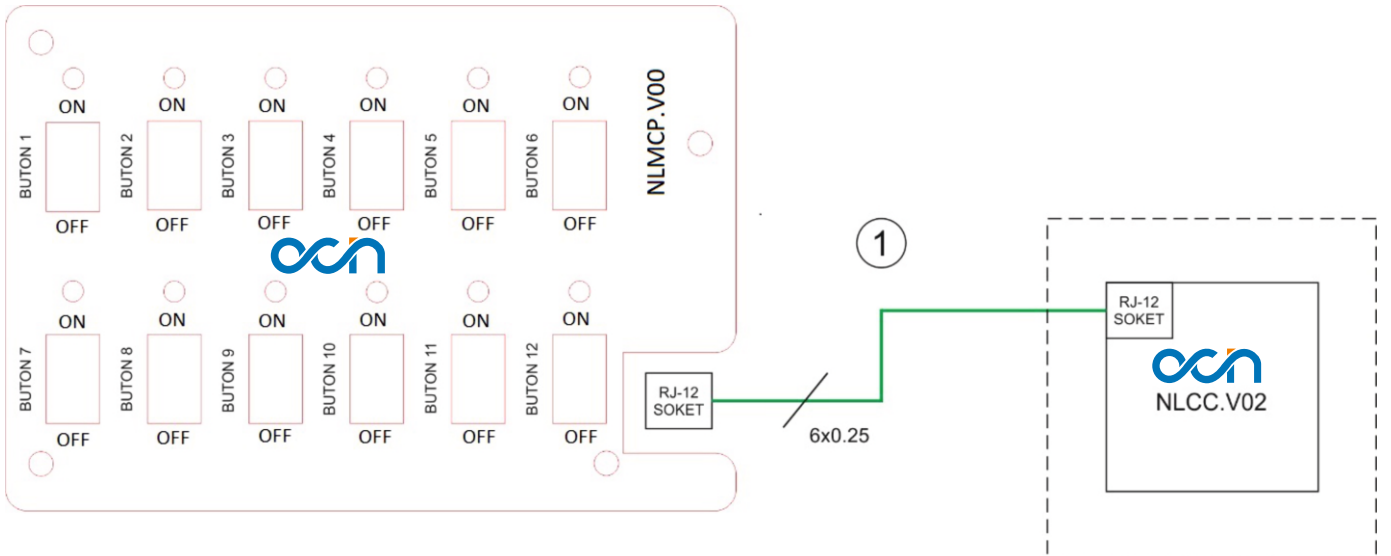 ON ON ON ON ON ON
BUTON 1 BUTON 2 BUTON 3 BUTON 4 BUTON 5 BUTON 6
NLMCP.V00
OFF OFF OFF OFF OFF OFF
ocn
ON ON ON ON ON ON
BUTON 7 BUTON 8 BUTON 9 BUTON 10 BUTON 11 BUTON 12
OFF OFF OFF OFF OFF OFF
RJ-12
SOKET
6x0.25
1
RJ-12
SOKET
ocn
NLCC.V02